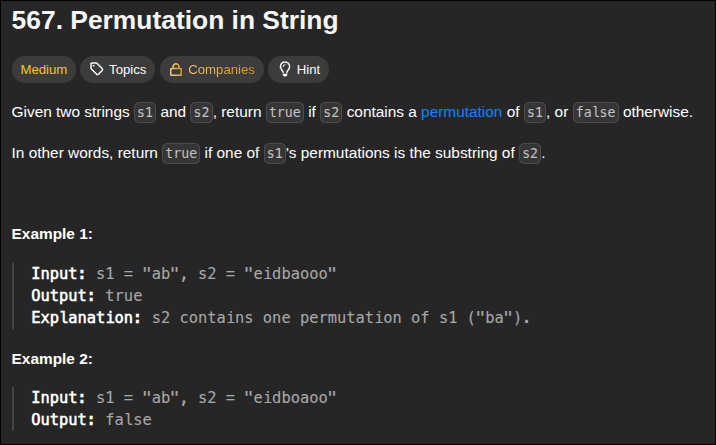 567. Permutation in String
Medium Topics Companies Hint
Given two strings s1 and s2, return true if s2 contains a permutation of s1, or false otherwise.
In other words, return true if one of s1's permutations is the substring of s2.
Example 1:
Input: s1 = "ab", s2 = "eidbaooo"
Output: true
Explanation: s2 contains one permutation of s1 ("ba").
Example 2:
Input: s1 = "ab", s2 = "eidboaoo"
Output: false